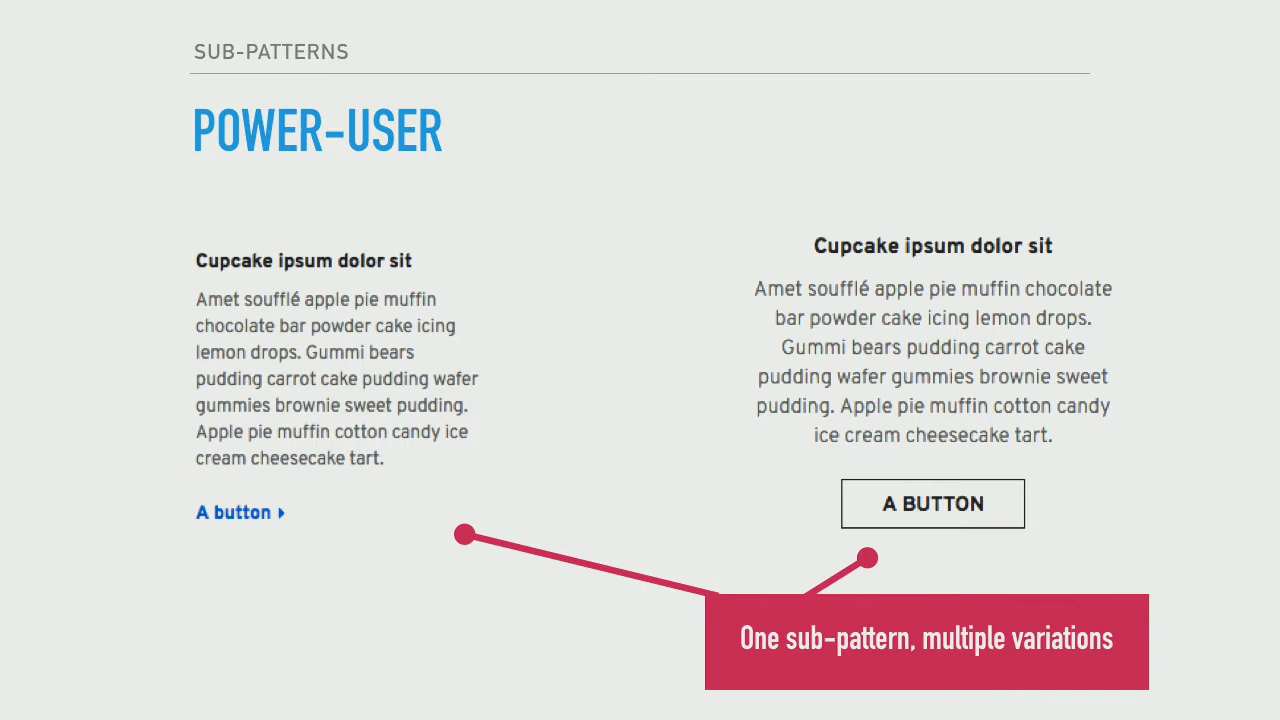 SUB-PATTERNS
POWER-USER
Cupcake ipsum dolor sit
Amet soufflé apple pie muffin
chocolate bar powder cake icing
lemon drops. Gummi bears
pudding carrot cake pudding wafer
gummies brownie sweet pudding.
Apple pie muffin cotton candy ice
cream cheesecake tart.
A button
Cupcake ipsum dolor sit
Amet soufflé apple pie muffin chocolate
bar powder cake icing lemon drops.
Gummi bears pudding carrot cake
pudding wafer gummies brownie sweet
pudding. Apple pie muffin cotton candy
ice cream cheesecake tart.
A BUTTON
One sub-pattern, multiple variations